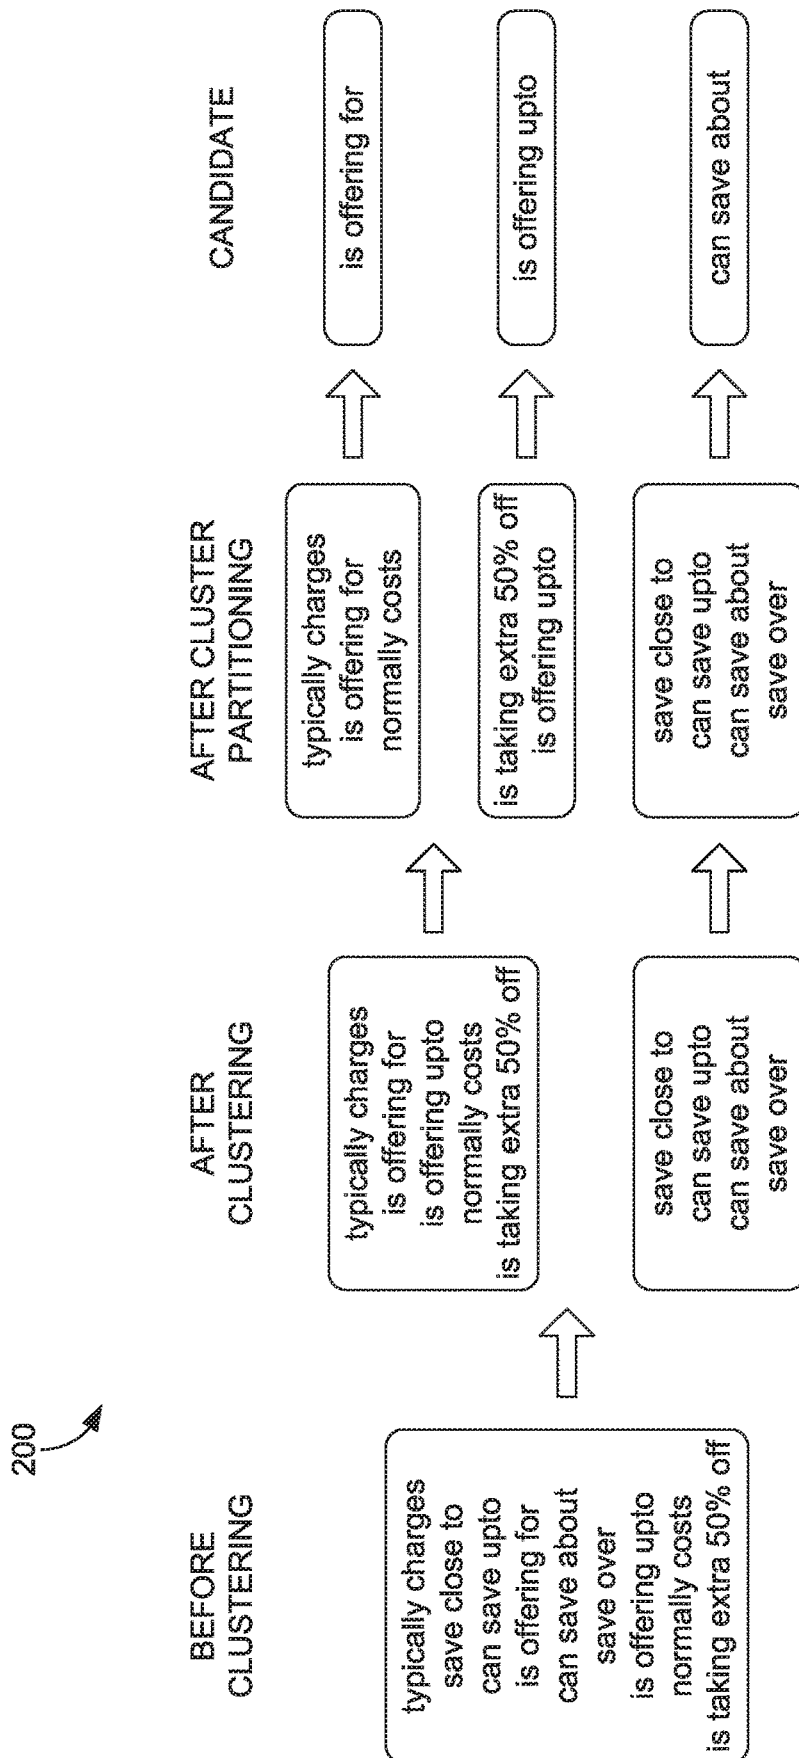 200
BEFORE
CLUSTERING
typically charges
save close to
can save upto
is offering for
can save about
save over
is offering upto
normally costs
is taking extra 50% off
AFTER
CLUSTERING
typically charges
is offering for
is offering upto
normally costs
is taking extra 50% off
save close to
can save upto
can save about
save over
AFTER CLUSTER
PARTITIONING
typically charges
is offering for
normally costs
is taking extra 50% off
is offering upto
save close to
can save upto
can save about
save over
CANDIDATE
is offering for
is offering upto
can save about